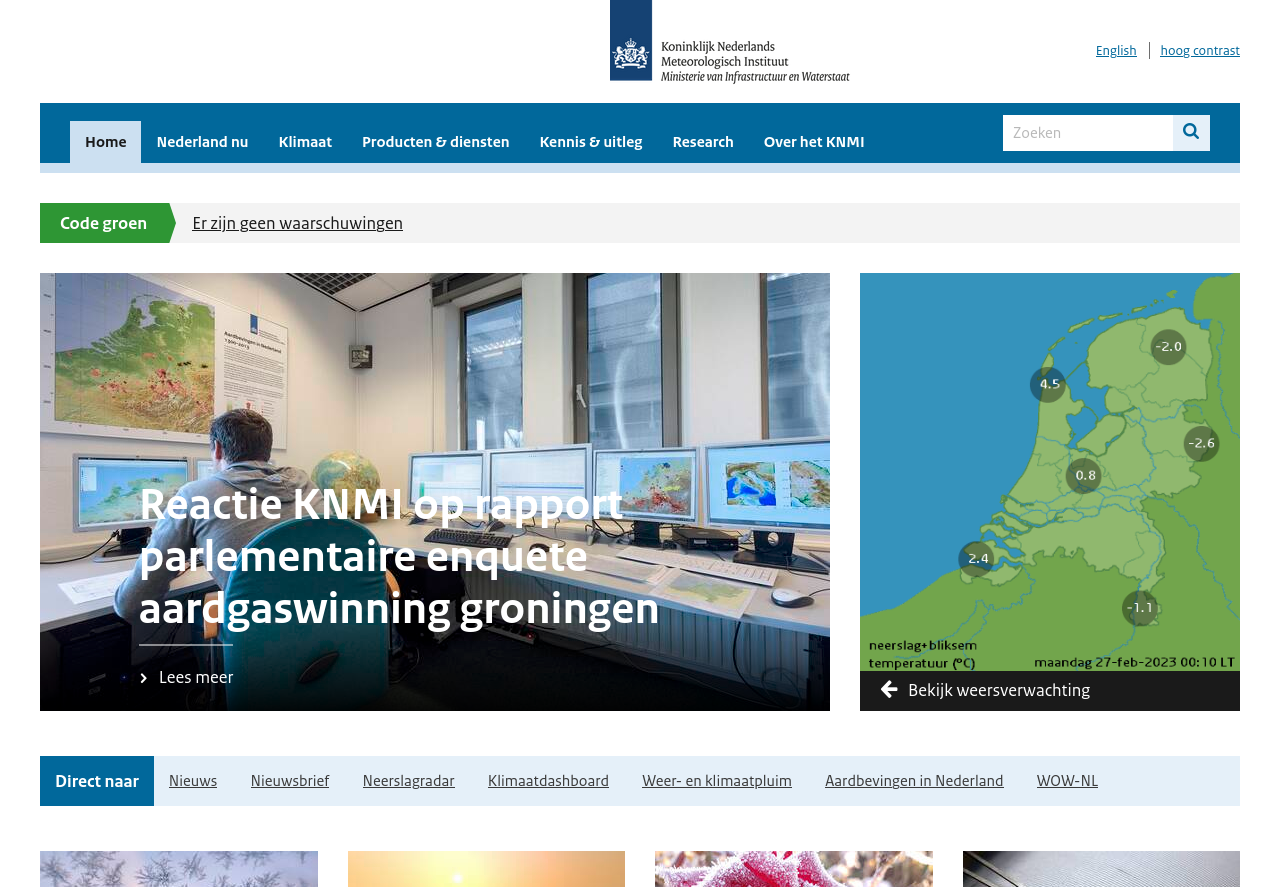 Koninklijk Nederlands
Meteorologisch Instituut
Ministerie van Infrastructuur en Waterstaat
English
hoog contrast
Home
Nederland nu
Klimaat
Producten & diensten
Kennis & uitleg
Research
Over het KNMI
Zoeken
Code groen
Er zijn geen waarschuwingen
Aardbevingen in Nederland
Reactie KNMI op rapport
parlementaire enquete
aardgaswinning groningen
Lees meer
-2.0
4.5
-2.6
0.8
2.4
-1.1
neerslag+bliksem
temperatuur (°C)
maandag 27-feb-2023 00:10 LT
Bekijk weersverwachting
Direct naar
Nieuws
Nieuwsbrief
Neerslagradar
Klimaatdashboard
Weer- en klimaatpluim
Aardbevingen in Nederland
WOW-NL